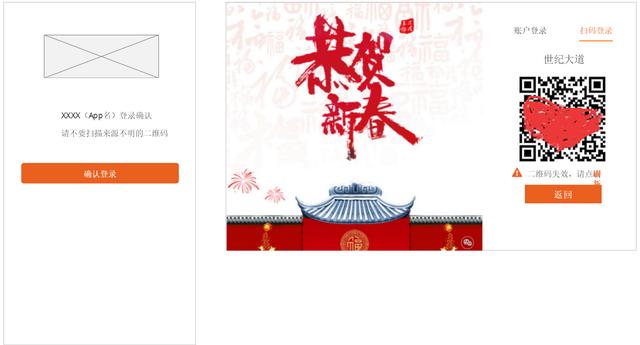 XXXX（App名）登录确认
请不要扫描来源不明的二维码
确认登录
恭贺
新春
福
账户登录
扫码登录
世纪大道
二维码失效，请点刷新
返回